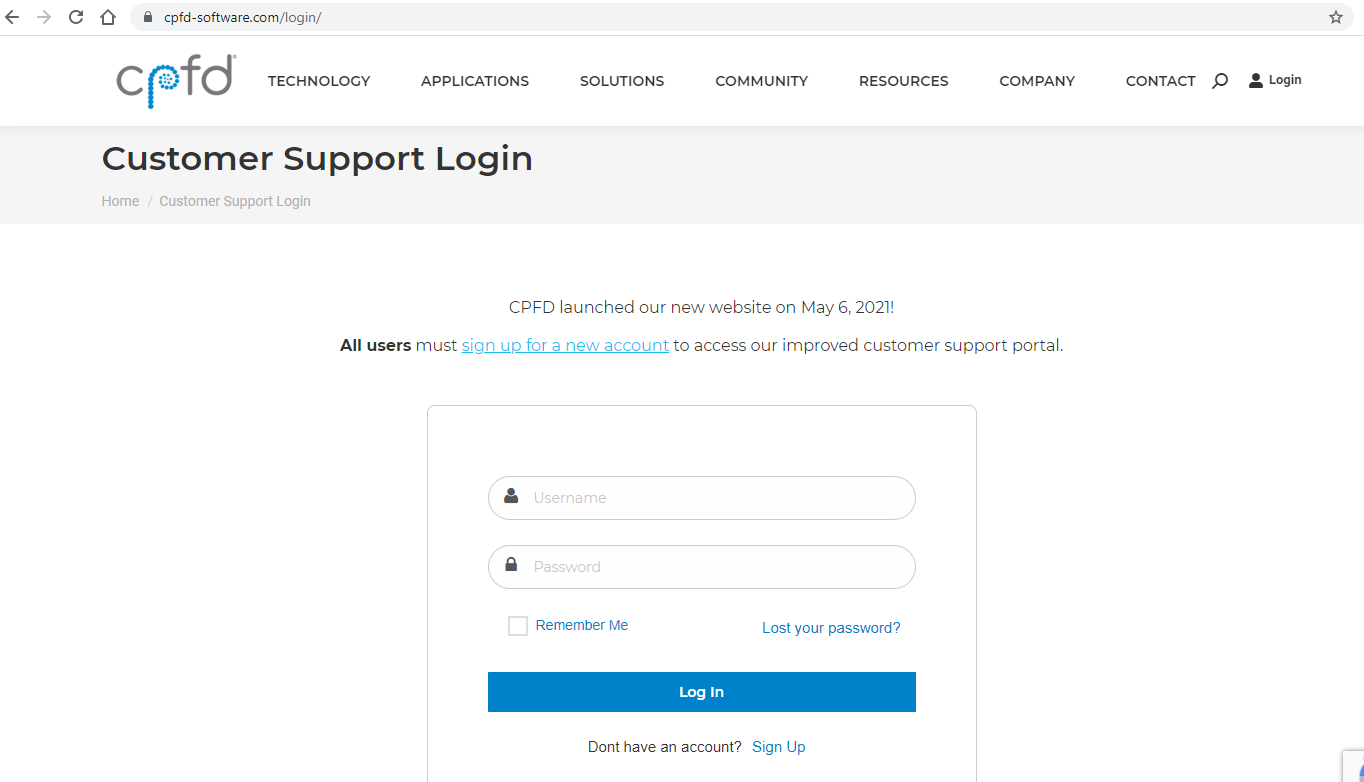 cpfd-software.com/login/
cpfd®
TECHNOLOGY APPLICATIONS SOLUTIONS COMMUNITY RESOURCES COMPANY CONTACT Login
Customer Support Login
Home / Customer Support Login
CPFD launched our new website on May 6, 2021!
All users must sign up for a new account to access our improved customer support portal.
Username
Password
Remember Me Lost your password?
Log In
Dont have an account? Sign Up